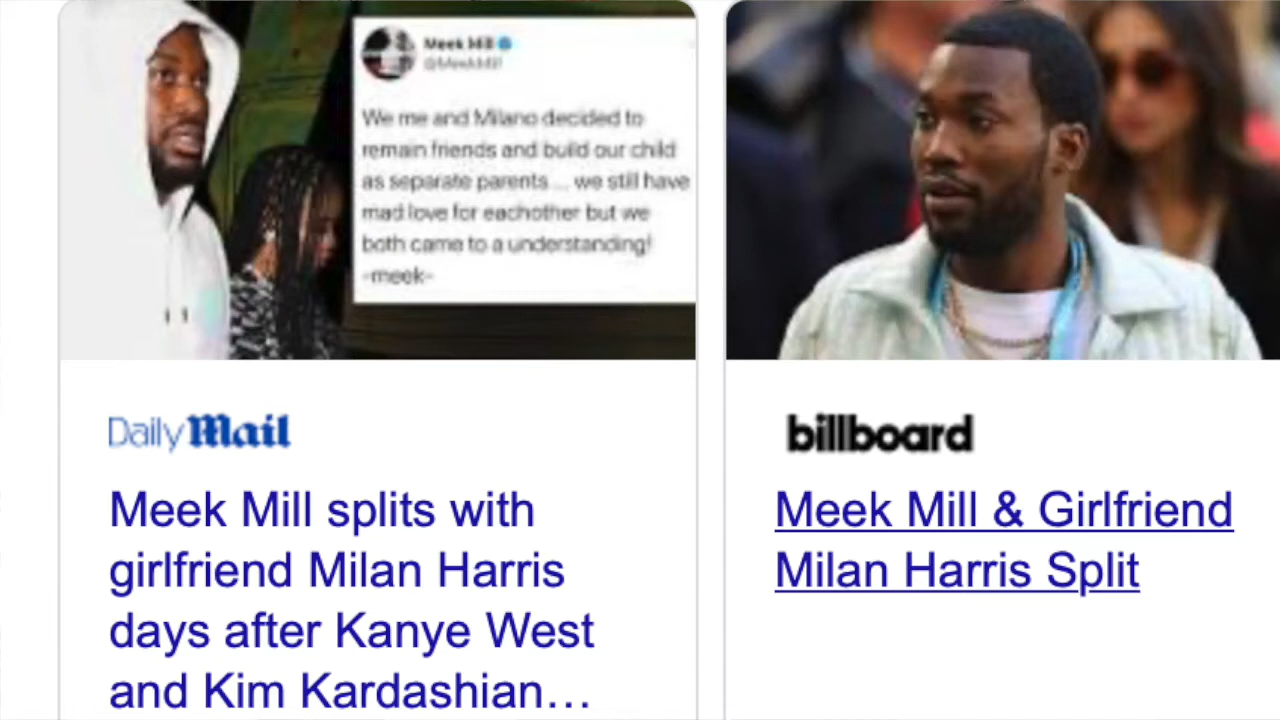 Meek Mill
@MeekMill
We me and Milano decided to
remain friends and build our child
as separate parents ... we still have
mad love for eachother but we
both came to a understanding!
-meek-
Daily Mail
Meek Mill splits with
girlfriend Milan Harris
days after Kanye West
and Kim Kardashian...
billboard
Meek Mill & Girlfriend
Milan Harris Split